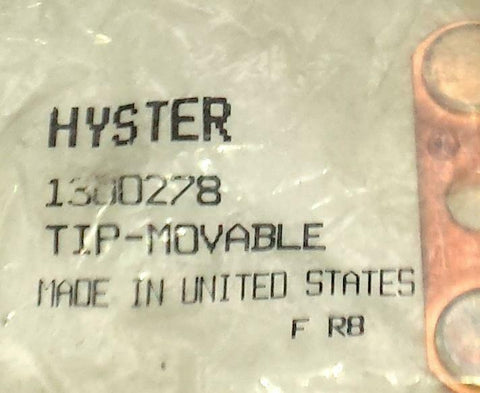 HYSTER
1300278
TIP-MOVABLE
MADE IN UNITED STATES
F R8